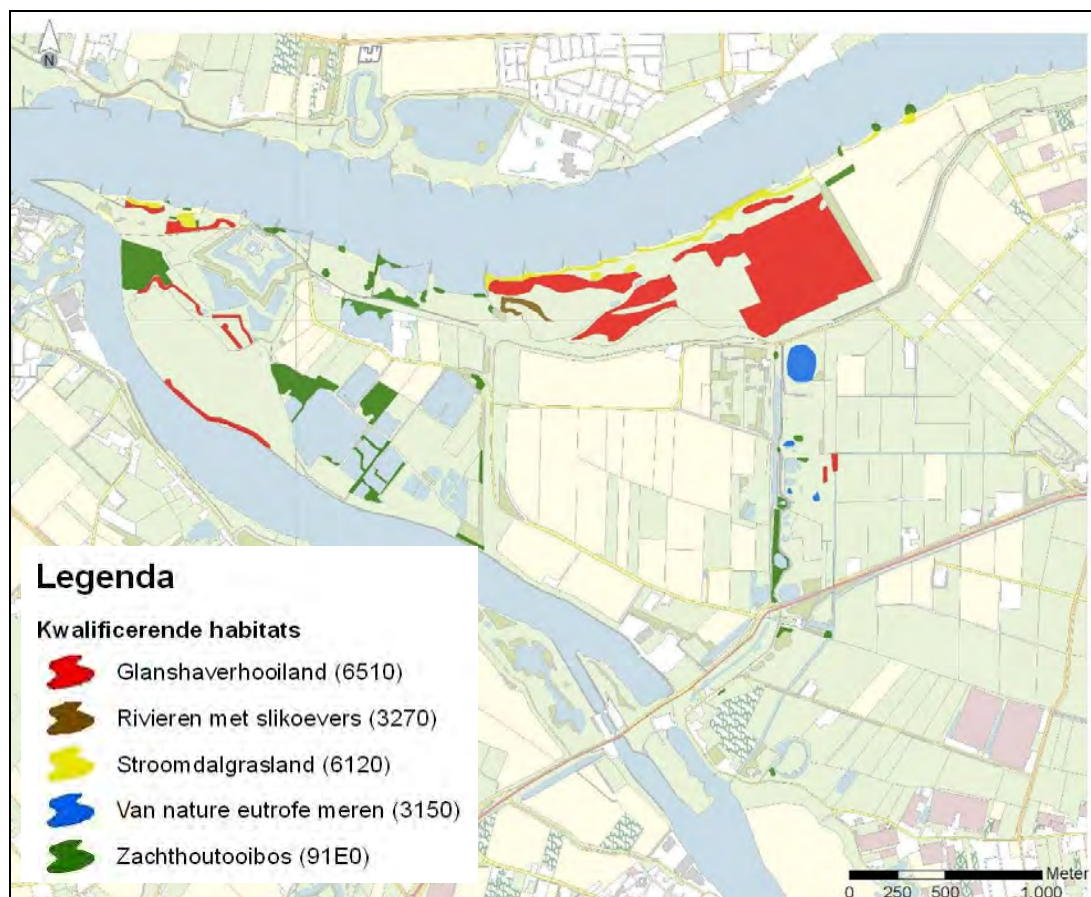 N
Legenda
Kwalificerende habitats
Glanshaverhooiland (6510)
Rivieren met slikoevers (3270)
Stroomdalgrasland (6120)
Van nature eutrofe meren (3150)
Zachthoutooibos (91E0)
Meter
0 250 500 1.000